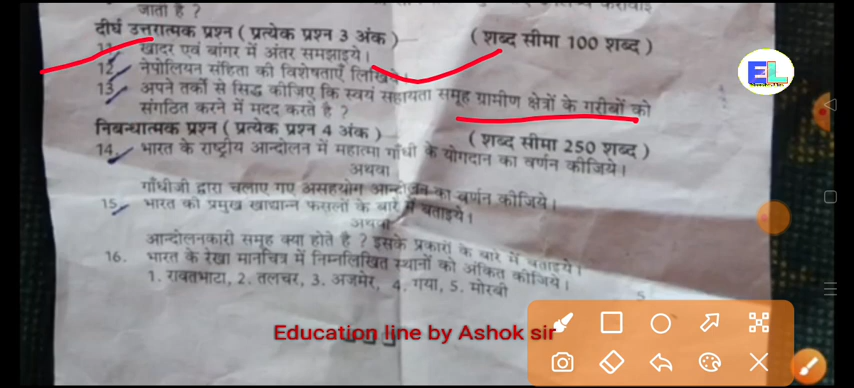 जाता है ?
दीर्घ उत्तरात्मक प्रश्न ( प्रत्येक प्रश्न 3 अंक ) ( शब्द सीमा 100 शब्द )
11. खादर एवं बांगर में अंतर समझाइये।
12. नेपोलियन संहिता की विशेषताएँ लिखिये।
13. अपने तर्कों से सिद्ध कीजिए कि स्वयं सहायता समूह ग्रामीण क्षेत्रों के गरीबों को
संगठित करने में मदद करते है ?
निबन्धात्मक प्रश्न ( प्रत्येक प्रश्न 4 अंक ) ( शब्द सीमा 250 शब्द )
14. भारत के राष्ट्रीय आन्दोलन में महात्मा गाँधी के योगदान का वर्णन कीजिये।
अथवा
गाँधीजी द्वारा चलाए गए असहयोग आन्दोलन का वर्णन कीजिये।
15. भारत की प्रमुख खाद्यान्न फसलों के बारे में बताइये।
अथवा
आन्दोलनकारी समूह क्या होते है ? इसके प्रकारों के बारे में बताइये।
16. भारत के रेखा मानचित्र में निम्नलिखित स्थानों को अंकित कीजिये।
1. रावतभाटा, 2. तलचर, 3. अजमेर, 4. गया, 5. मोरबी
5
EL
Education line by Ashok sir